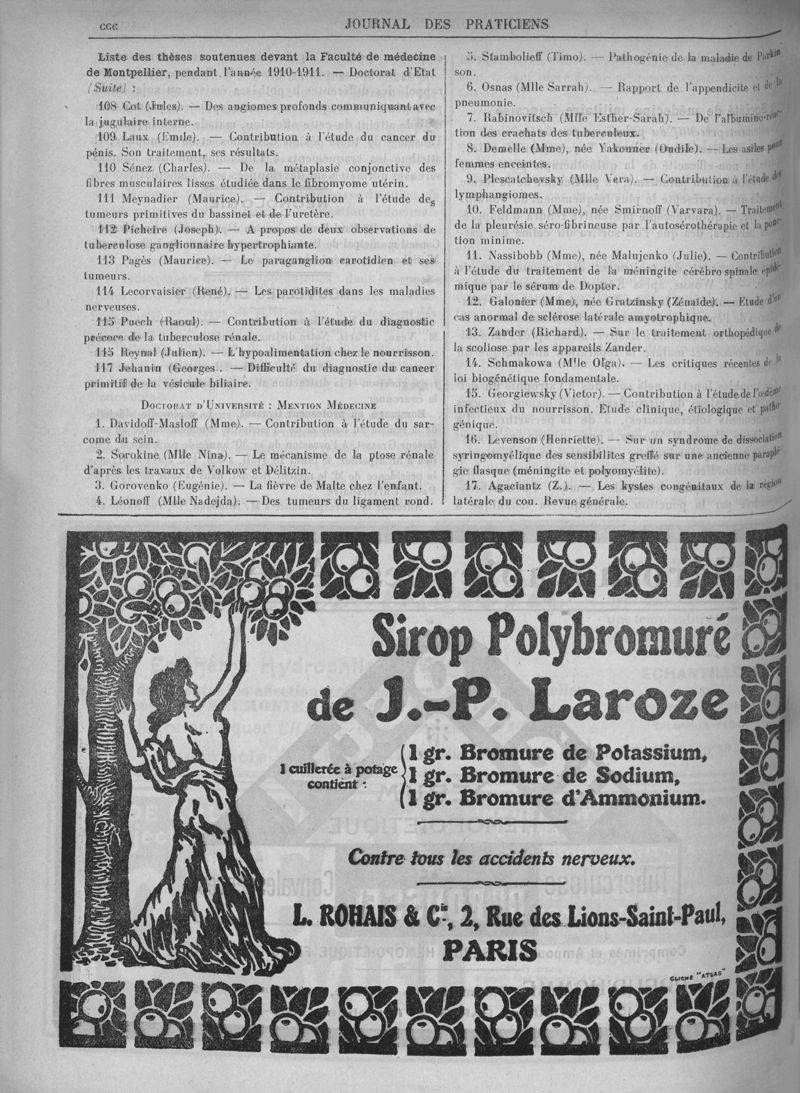 CCC
JOURNAL DES PRATICIENS
Liste des thèses soutenues devant la Faculté de médecine
de Montpellier, pendant l'année 1910-1911. — Doctorat d'Etat
(Suite) :
108 Cot (Jules). — Des angiomes profonds communiquant avec
la jugulaire interne.
109 Laux (Emile). — Contribution à l'étude du cancer du
pénis. Son traitement, ses résultats.
110 Sénez (Charles). — De la métaplasie conjonctive des
fibres musculaires lisses étudiée dans le fibromyome utérin.
111 Meynadier (Maurice). — Contribution à l'étude des
tumeurs primitives du bassinet et de l'uretère.
112 Picheire (Joseph). — A propos de deux observations de
tuberculose ganglionnaire hypertrophiante.
113 Pagès (Maurice). — Le paraganglion carotidien et ses
tumeurs.
114 Lecorvaisier (René). — Les parotidites dans les maladies
nerveuses.
115 Puech (Raoul). — Contribution à l'étude du diagnostic
précoce de la tuberculose rénale.
115 Reynal (Julien). — L'hypoalimentation chez le nourrisson.
117 Jehanin (Georges . — Difficulté du diagnostic du cancer
primitif de la vésicule biliaire.
DOCTORAT D'UNIVERSITÉ : MENTION MÉDECINE
1. Davidoff-Masloff (Mme). — Contribution à l'étude du sar-
come du sein.
2. Sorokine (Mlle Nina). — Le mécanisme de la ptose rénale
d'après les travaux de Volkow et Délitzin.
3. Gorovenko (Eugénie). — La fièvre de Malte chez l'enfant.
4. Léonoff (Mlle Nadejda). — Des tumeurs du ligament rond.
5. Stambolieff (Timo). — Pathogénie de la maladie de Parkin
son.
6. Osnas (Mlle Sarrah). — Rapport de l'appendicite et de la
pneumonie.
7. Rabinovitsch (Mlle Esther-Sarah). — De l'albumino-réac-
tion des crachats des tuberculeux.
8. Demelle (Mme), née Yakounier (Oudile). — Les asiles pour
femmes enceintes.
9. Plescatchevsky (Mlle Vera). — Contribution à l'étude des
lymphangiomes.
10. Feldmann (Mme), née Smirnoff (Varvara). — Traitement
de la pleurésie séro-fibrineuse par l'autosérothérapie et la ponc-
tion minime.
11. Nassibobb (Mme), née Malujenko (Julie). — Contribution
à l'étude du traitement de la méningite cérébro spinale épidé-
mique par le sérum de Dopter.
12. Galonier (Mme), née Gratzinsky (Zénaïde). — Etude d'un
cas anormal de sclérose latérale amyotrophique.
13. Zander (Richard). — Sur le traitement orthopédique de
la scoliose par les appareils Zander.
14. Schmakowa (Mlle Olga). — Les critiques récentes de la
loi biogénétique fondamentale.
15. Georgiewsky (Victor). — Contribution à l'étude de l'œdème
infectieux du nourrisson. Etude clinique, étiologique et patho-
génique.
16. Levenson (Henriette). — Sur un syndrome de dissociation
syringomyélique des sensibilites greffé sur une ancienne paraplé-
gie flasque (méningite et polyomyélite).
17. Agaciantz (Z.). — Les kystes congénitaux de la région
latérale du cou. Revue générale.
Sirop Polybromuré
de J.-P. Laroze
1 cuillerée à potage
contient :
1 gr. Bromure de Potassium,
1 gr. Bromure de Sodium,
1 gr. Bromure d'Ammonium.
Contre tous les accidents nerveux.
L. ROHAIS & Cie, 2, Rue des Lions-Saint-Paul,
PARIS
CLICHÉ "ATLAS"